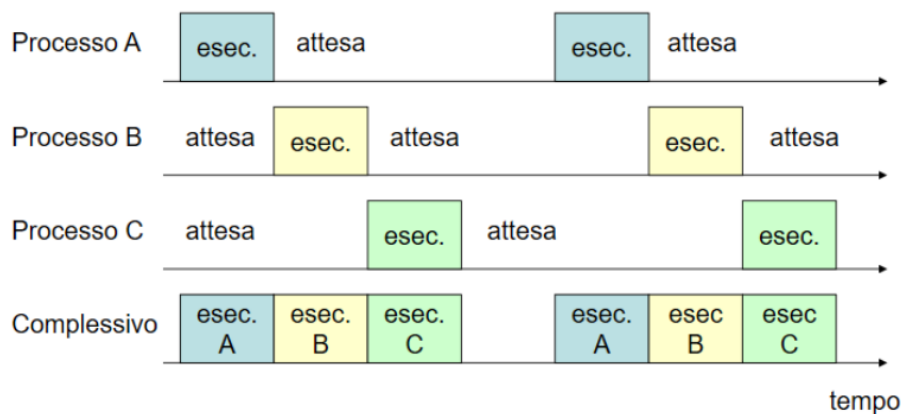 Processo A esec. attesa esec. attesa
Processo B attesa esec. attesa esec. attesa
Processo C attesa esec. attesa esec.
Complessivo esec. esec. esec. esec. esec esec
A B C A B C
tempo